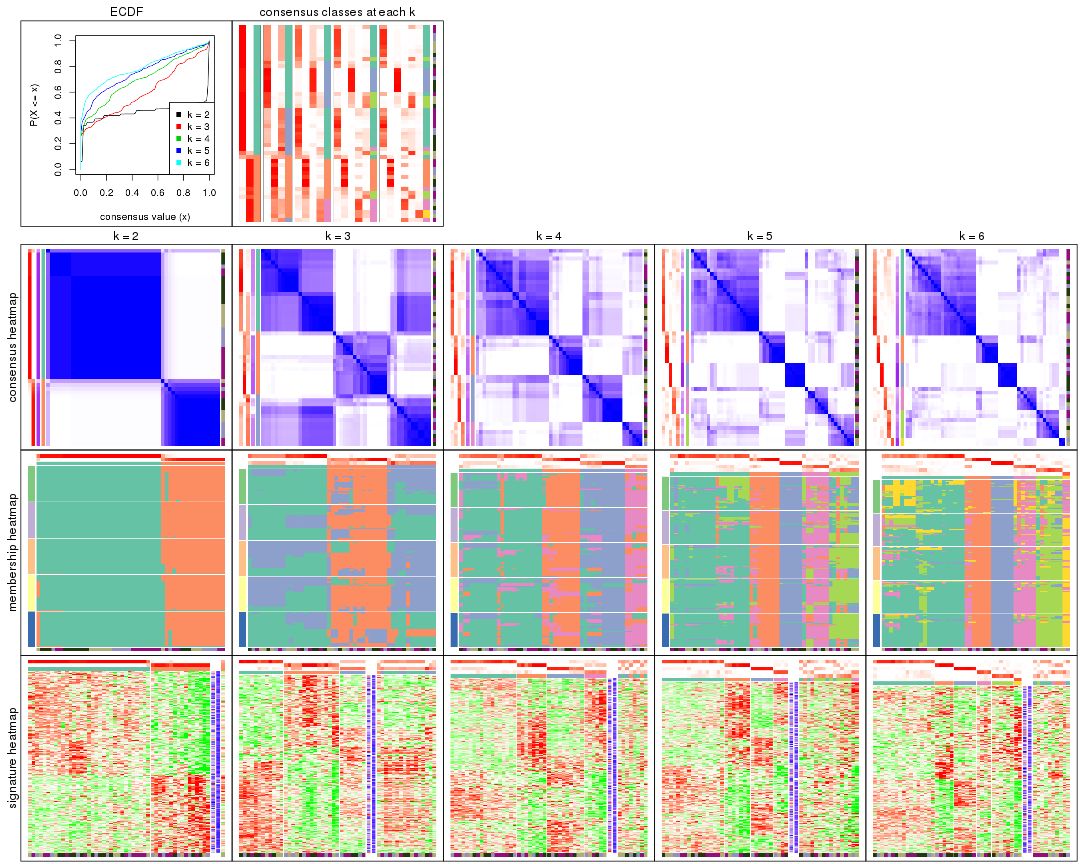 ECDF
consensus classes at each k
P(X <= x)
0.0 0.2 0.4 0.6 0.8 1.0
k = 2
k = 3
k = 4
k = 5
k = 6
0.0 0.2 0.4 0.6 0.8 1.0
consensus value (x)
k = 2
k = 3
k = 4
k = 5
k = 6
consensus heatmap
membership heatmap
signature heatmap